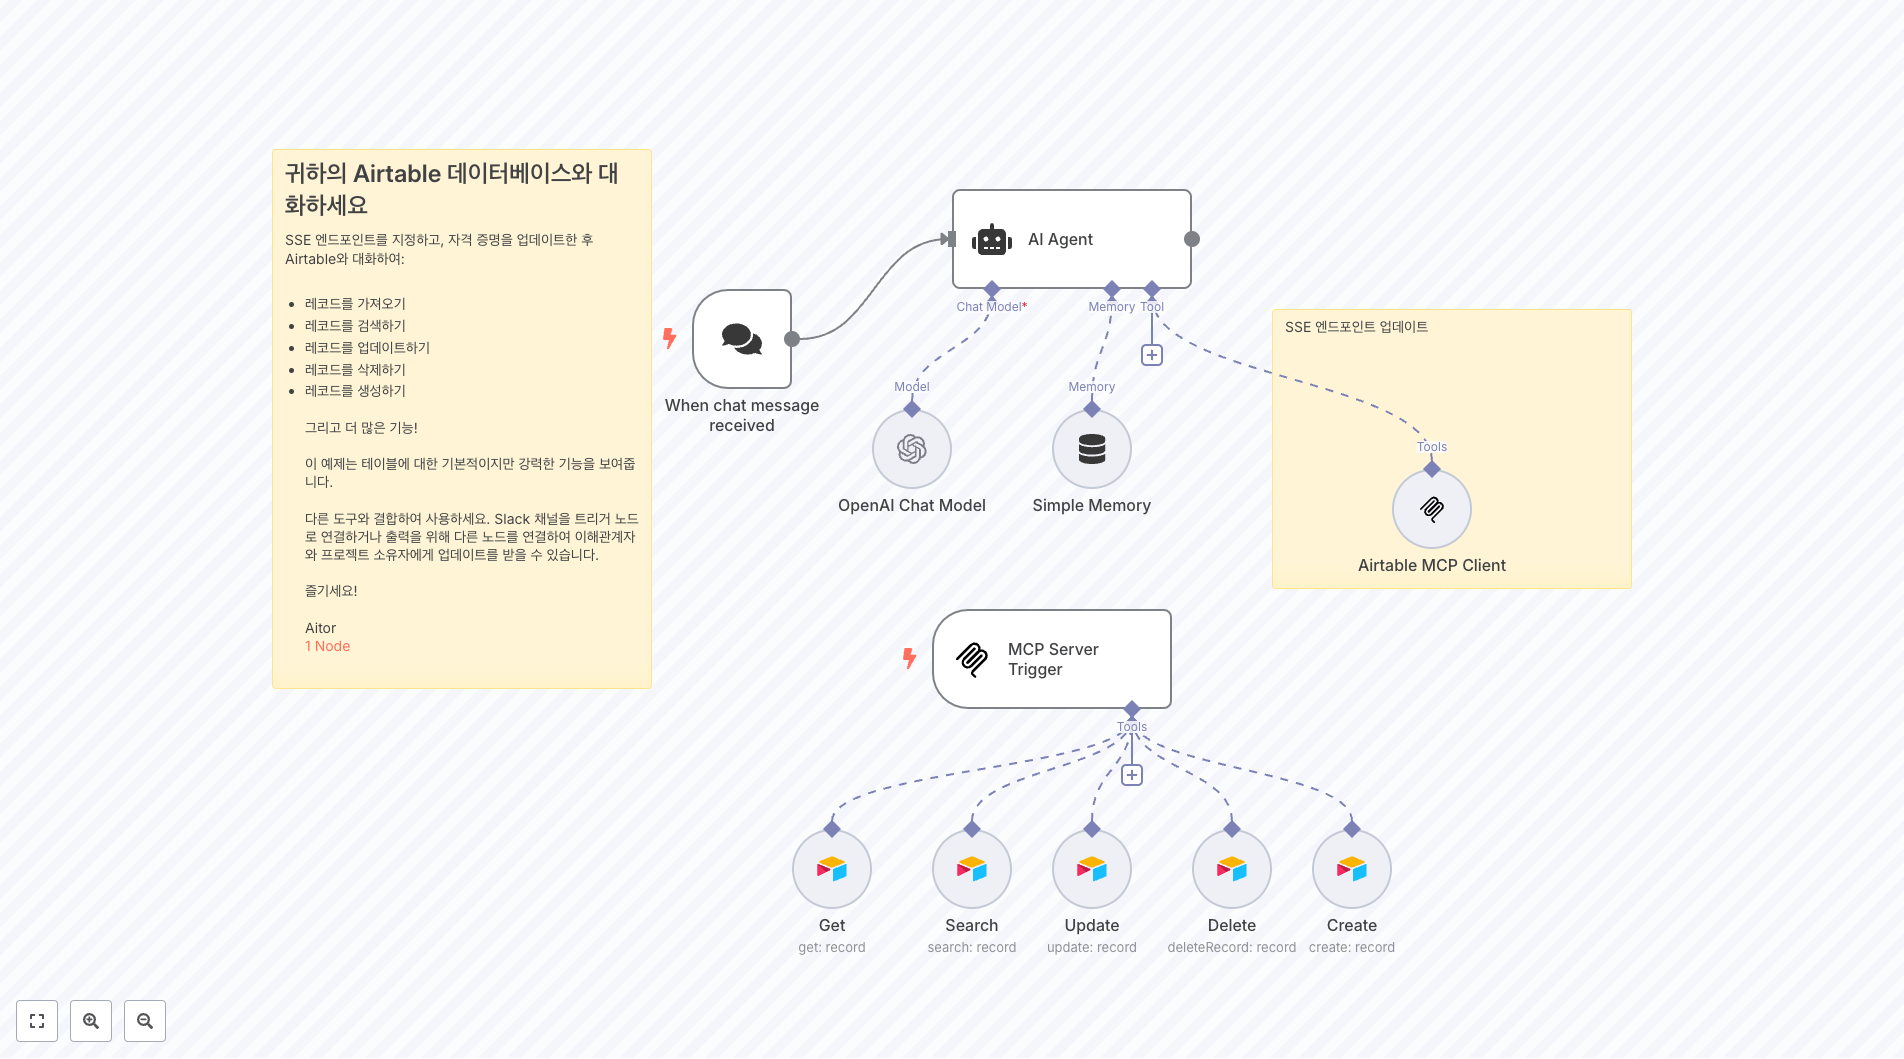 귀하의 Airtable 데이터베이스와 대
화하세요
SSE 엔드포인트를 지정하고, 자격 증명을 업데이트한 후
Airtable와 대화하여:
레코드를 가져오기
레코드를 검색하기
레코드를 업데이트하기
레코드를 삭제하기
레코드를 생성하기
그리고 더 많은 기능!
이 예제는 테이블에 대한 기본적이지만 강력한 기능을 보여줍
니다.
다른 도구와 결합하여 사용하세요. Slack 채널을 트리거 노드
로 연결하거나 출력을 위해 다른 노드를 연결하여 이해관계자
와 프로젝트 소유자에게 업데이트를 받을 수 있습니다.
즐기세요!
Aitor
1 Node
When chat message
received
AI Agent
Chat Model*
Memory
Tool
Model
Memory
OpenAI Chat Model
Simple Memory
SSE 엔드포인트 업데이트
Tools
Airtable MCP Client
MCP Server
Trigger
Tools
Get
get: record
Search
search: record
Update
update: record
Delete
deleteRecord: record
Create
create: record